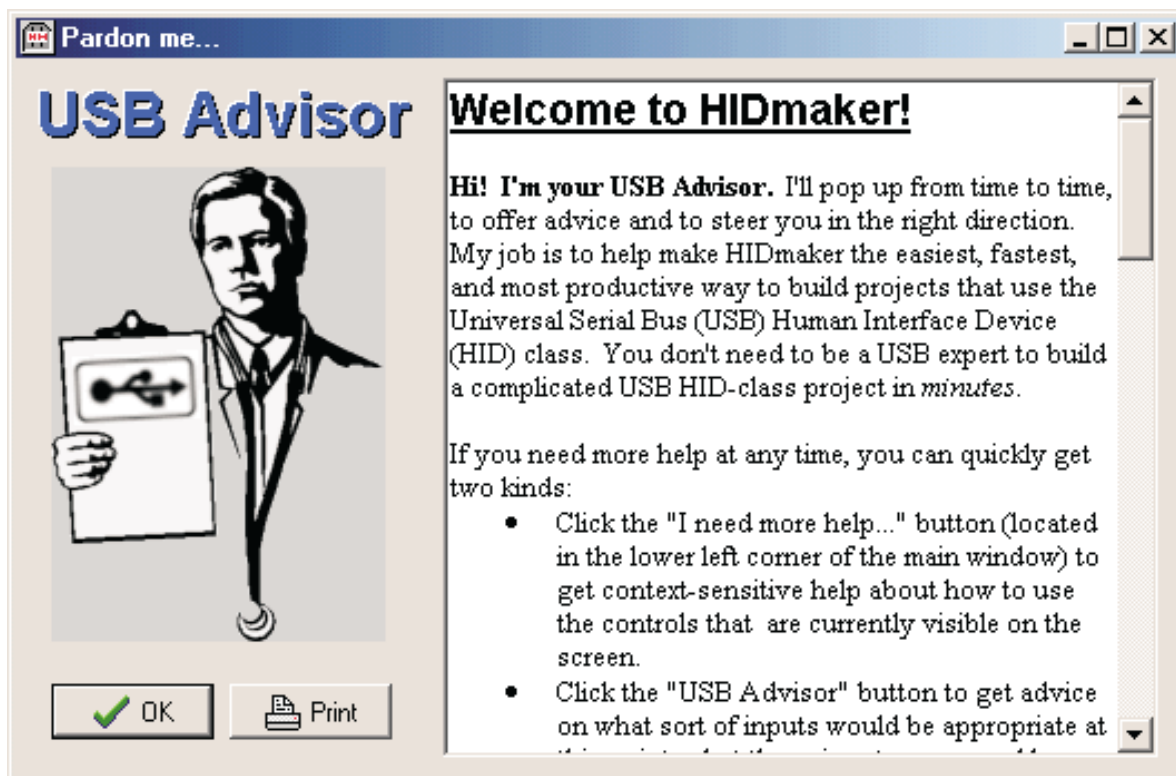 Pardon me...
USB Advisor
Welcome to HIDmaker!
Hi! I'm your USB Advisor. I'll pop up from time to time,
to offer advice and to steer you in the right direction.
My job is to help make HIDmaker the easiest, fastest,
and most productive way to build projects that use the
Universal Serial Bus (USB) Human Interface Device
(HID) class. You don't need to be a USB expert to build
a complicated USB HID-class project in minutes.
If you need more help at any time, you can quickly get
two kinds:
• Click the "I need more help..." button (located
in the lower left corner of the main window) to
get context-sensitive help about how to use
the controls that are currently visible on the
screen.
• Click the "USB Advisor" button to get advice
on what sort of inputs would be appropriate at
OK
Print